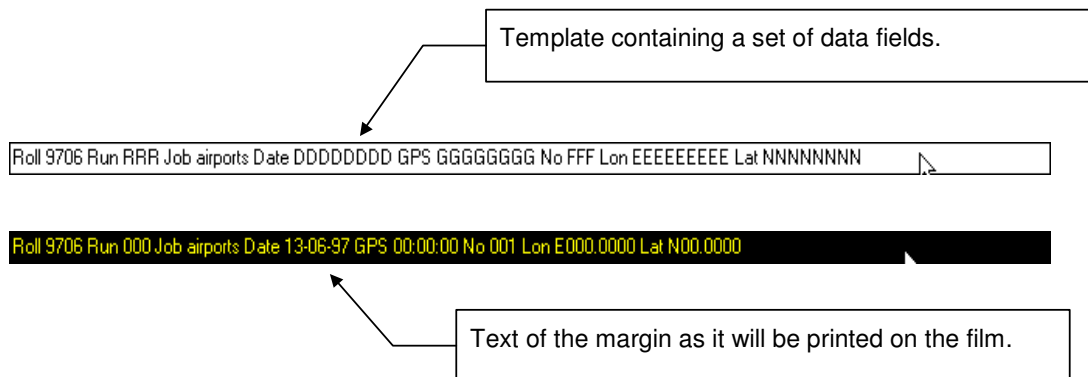 Template containing a set of data fields.
Roll 9706 Run RRR Job airports Date DDDDDDDD GPS GGGGGGGG No FFF Lon EEEEEEEEE Lat NNNNNNNN
Roll 9706 Run 000 Job airports Date 13-06-97 GPS 00:00:00 No 001 Lon E000.0000 Lat N00.0000
Text of the margin as it will be printed on the film.